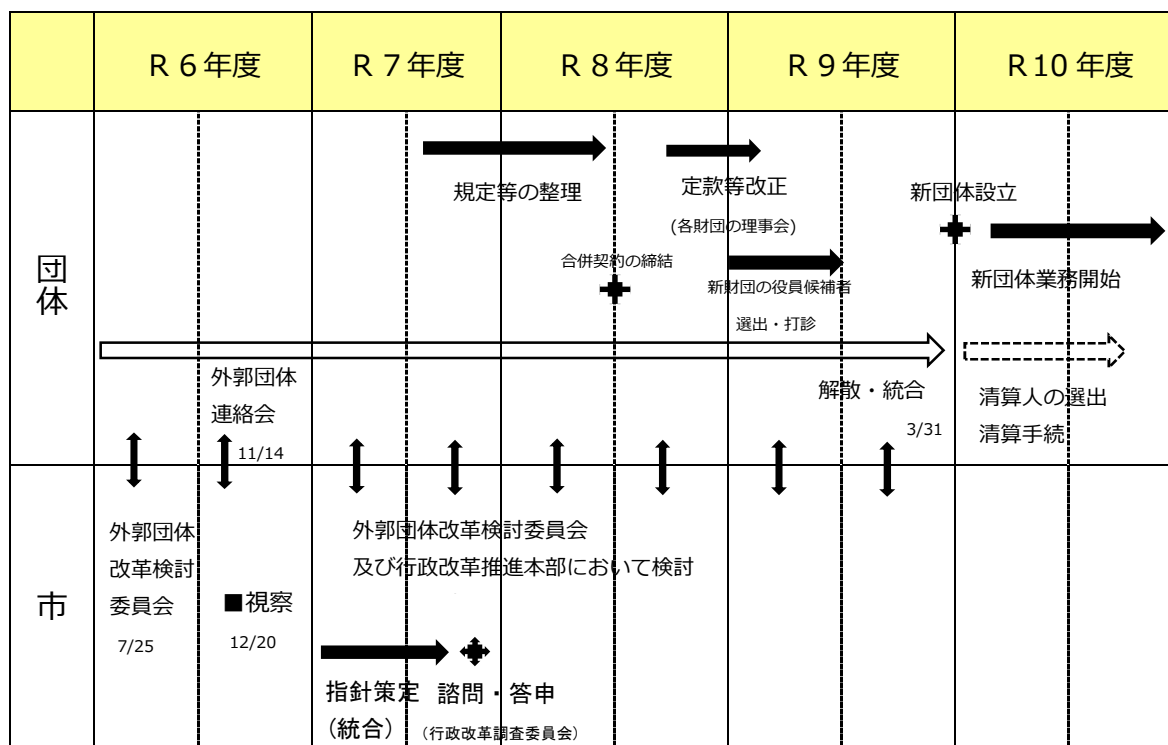 R６年度
R７年度
R８年度
R９年度
R10 年度
団体
規定等の整理
定款等改正
(各財団の理事会)
新団体設立
合併契約の締結
新財団の役員候補者
選出・打診
新団体業務開始
外郭団体
連絡会
11/14
解散・統合
3/31
清算人の選出
清算手続
市
外郭団体
改革検討
委員会
7/25
■視察
12/20
外郭団体改革検討委員会
及び行政改革推進本部において検討
指針策定
（統合）
諮問・答申
（行政改革調査委員会）